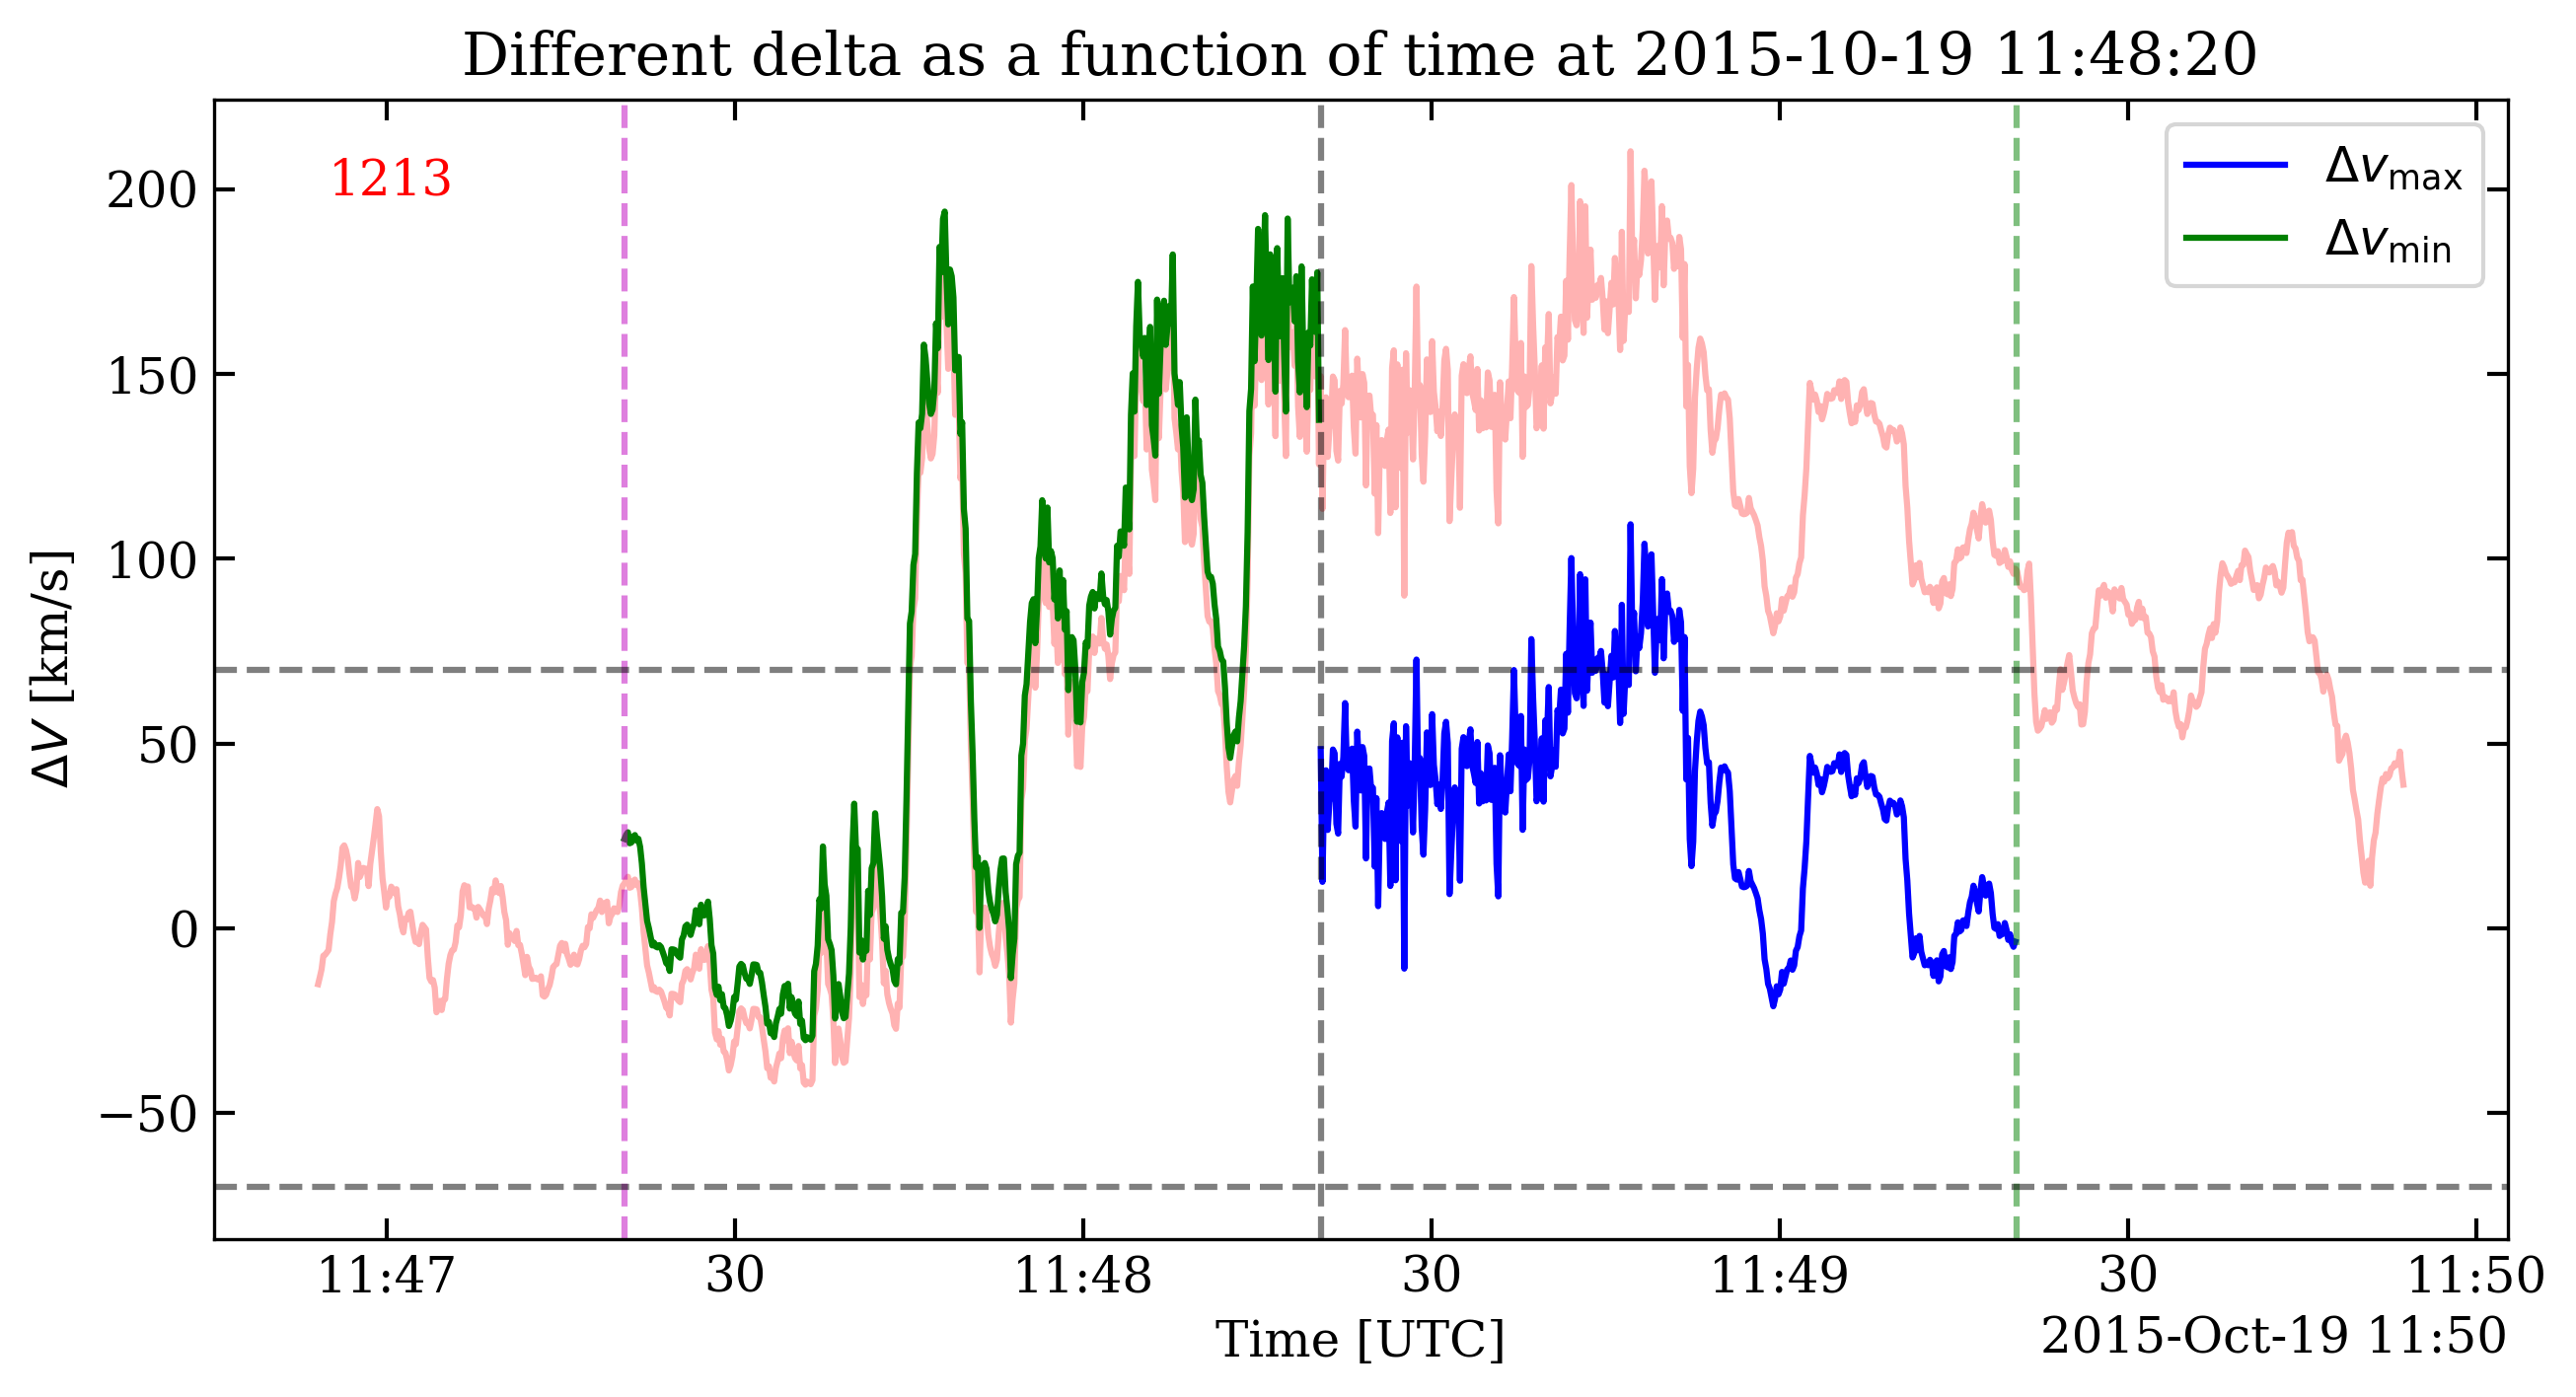 Different delta as a function of time at 2015-10-19 11:48:20
1213
Δv_max
Δv_min
200
150
100
50
0
−50
ΔV [km/s]
11:47 30 11:48 30 11:49 30 11:50
Time [UTC]
2015-Oct-19 11:50